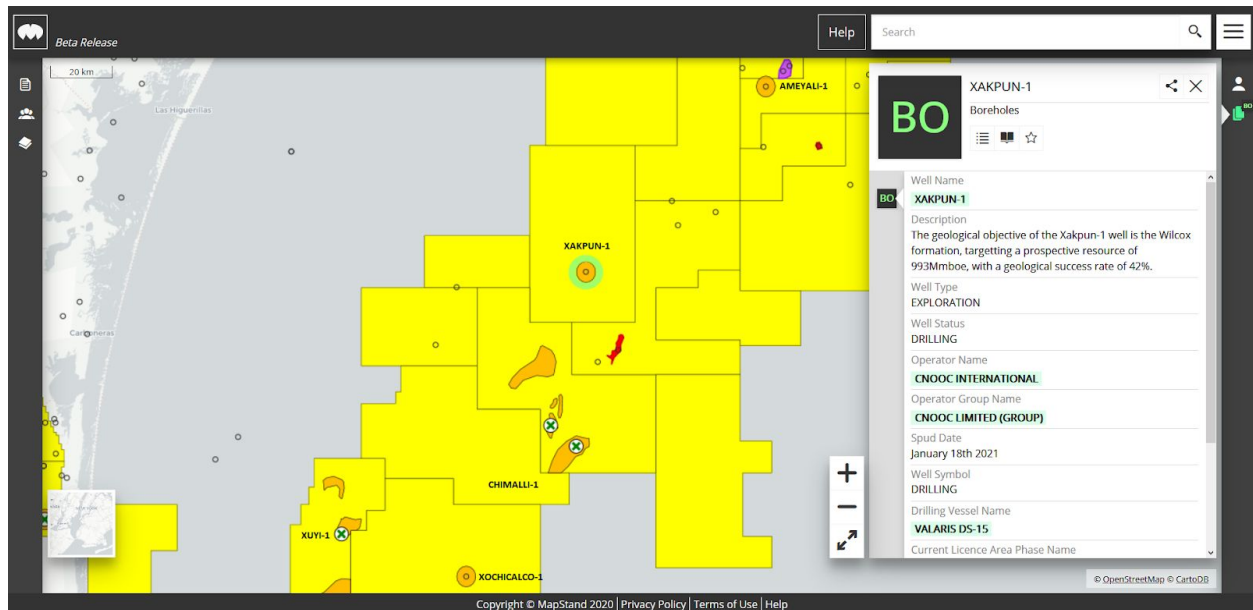 Beta Release
Help
Search
20 km
Las Higuerillas
Carboneras
AMEYALI-1
XAKPUN-1
CHIMALLI-1
XUYI-1
XOCHICALCO-1
BO
XAKPUN-1
Boreholes
BO
BO
Well Name
XAKPUN-1
Description
The geological objective of the Xakpun-1 well is the Wilcox
formation, targetting a prospective resource of
993Mmboe, with a geological success rate of 42%.
Well Type
EXPLORATION
Well Status
DRILLING
Operator Name
CNOOC INTERNATIONAL
Operator Group Name
CNOOC LIMITED (GROUP)
Spud Date
January 18th 2021
Well Symbol
DRILLING
Drilling Vessel Name
VALARIS DS-15
Current Licence Area Phase Name
© OpenStreetMap © CartoDB
Copyright © MapStand 2020 | Privacy Policy | Terms of Use | Help